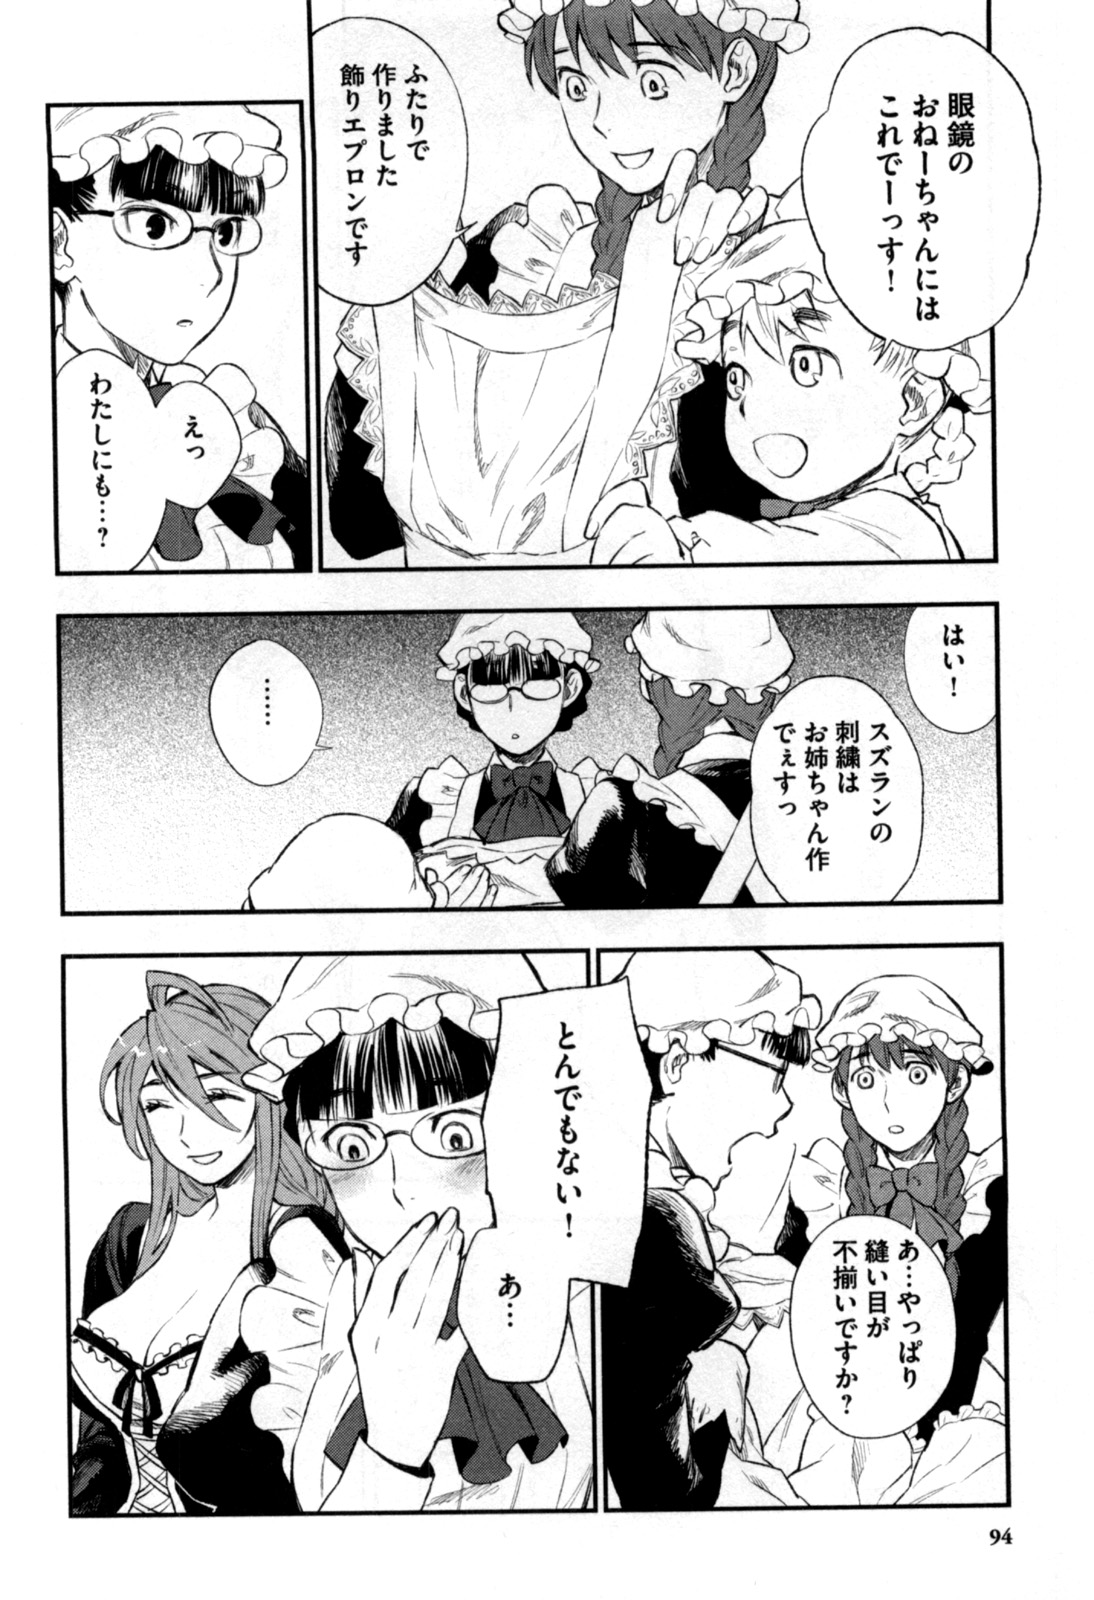 眼鏡の
おねーちゃんには
これでーっす！
ふたりで
作りました
飾りエプロンです
えっ
わたしにも…？
はい！
スズランの
刺繍は
お姉ちゃん作
でぇすっ
……
あ…やっぱり
縫い目が
不揃いですか？
とんでもない！
あ…
94